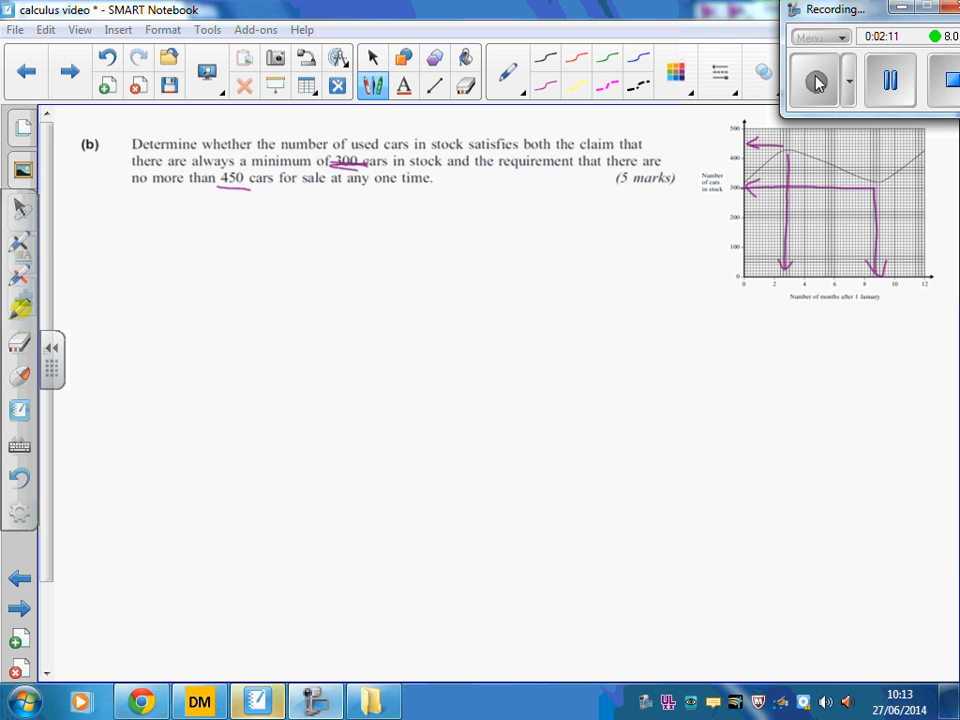 calculus video * - SMART Notebook
Recording...
File Edit View Insert Format Tools Add-ons Help
Menu 0:02:11 8.0
(b) Determine whether the number of used cars in stock satisfies both the claim that
there are always a minimum of 300 cars in stock and the requirement that there are
no more than 450 cars for sale at any one time. (5 marks)
500
400
Number
of cars
in stock
300
200
100
0
0 2 4 6 8 10 12
Number of months after 1 January
DM
10:13
27/06/2014